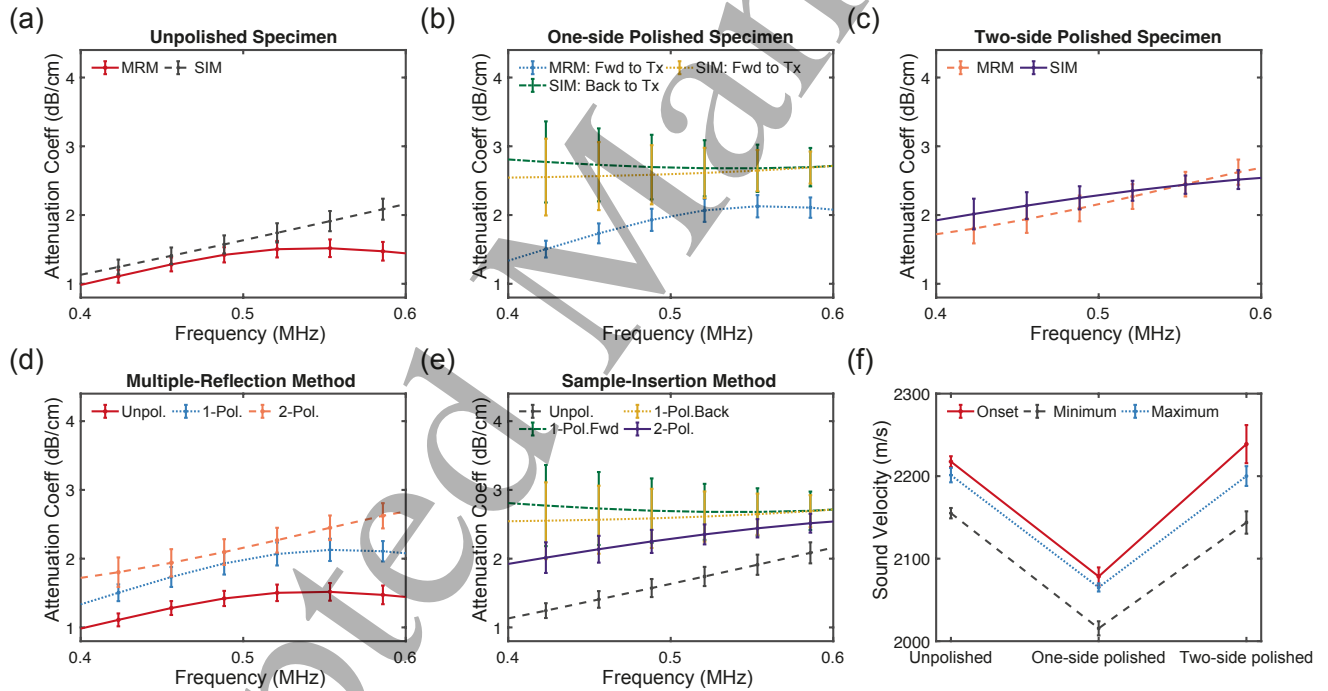 (a)
Unpolished Specimen
MRM SIM
Attenuation Coeff (dB/cm)
4
3
2
1
0.4 0.5 0.6
Frequency (MHz)
(b)
One-side Polished Specimen
MRM: Fwd to Tx SIM: Fwd to Tx
SIM: Back to Tx
Attenuation Coeff (dB/cm)
4
3
2
1
0.4 0.5 0.6
Frequency (MHz)
(c)
Two-side Polished Specimen
MRM SIM
Attenuation Coeff (dB/cm)
4
3
2
1
0.4 0.5 0.6
Frequency (MHz)
(d)
Multiple-Reflection Method
Unpol. 1-Pol. 2-Pol.
Attenuation Coeff (dB/cm)
4
3
2
1
0.4 0.5 0.6
Frequency (MHz)
(e)
Sample-Insertion Method
Unpol. 1-Pol.Back
1-Pol.Fwd 2-Pol.
Attenuation Coeff (dB/cm)
4
3
2
1
0.4 0.5 0.6
Frequency (MHz)
(f)
Onset Minimum Maximum
Sound Velocity (m/s)
2300
2200
2100
2000
Unpolished One-side polished Two-side polished
pted Man